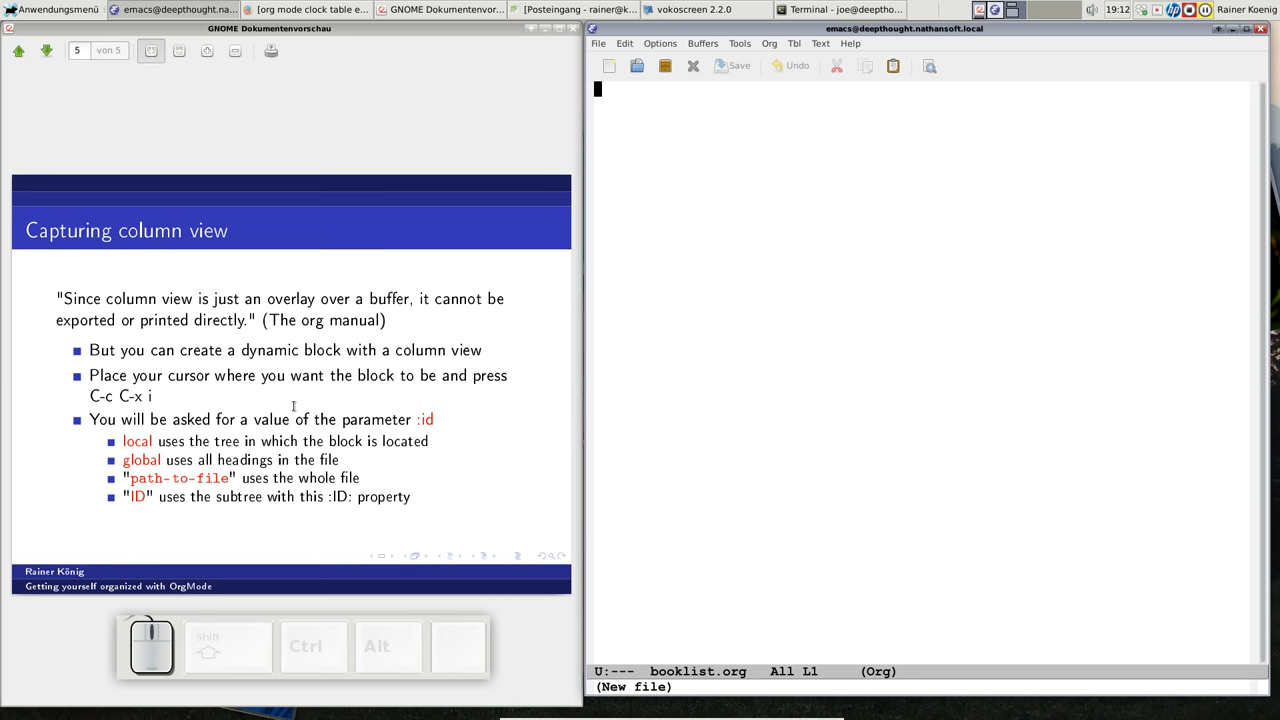 Anwendungsmenü
emacs@deepthought.na...
[org mode clock table e...
GNOME Dokumentenvor...
[Posteingang - rainer@k...
vokoscreen 2.2.0
Terminal - joe@deeptho...
19:12
Rainer Koenig
GNOME Dokumentenvorschau
5
von 5
Capturing column view
"Since column view is just an overlay over a buffer, it cannot be
exported or printed directly." (The org manual)
But you can create a dynamic block with a column view
Place your cursor where you want the block to be and press
C-c C-x i
You will be asked for a value of the parameter :id
local uses the tree in which the block is located
global uses all headings in the file
"path-to-file" uses the whole file
"ID" uses the subtree with this :ID: property
Rainer König
Getting yourself organized with OrgMode
Shift
Ctrl
Alt
emacs@deepthought.nathansoft.local
File Edit Options Buffers Tools Org Tbl Text Help
Save
Undo
U:--- booklist.org All L1 (Org)
(New file)